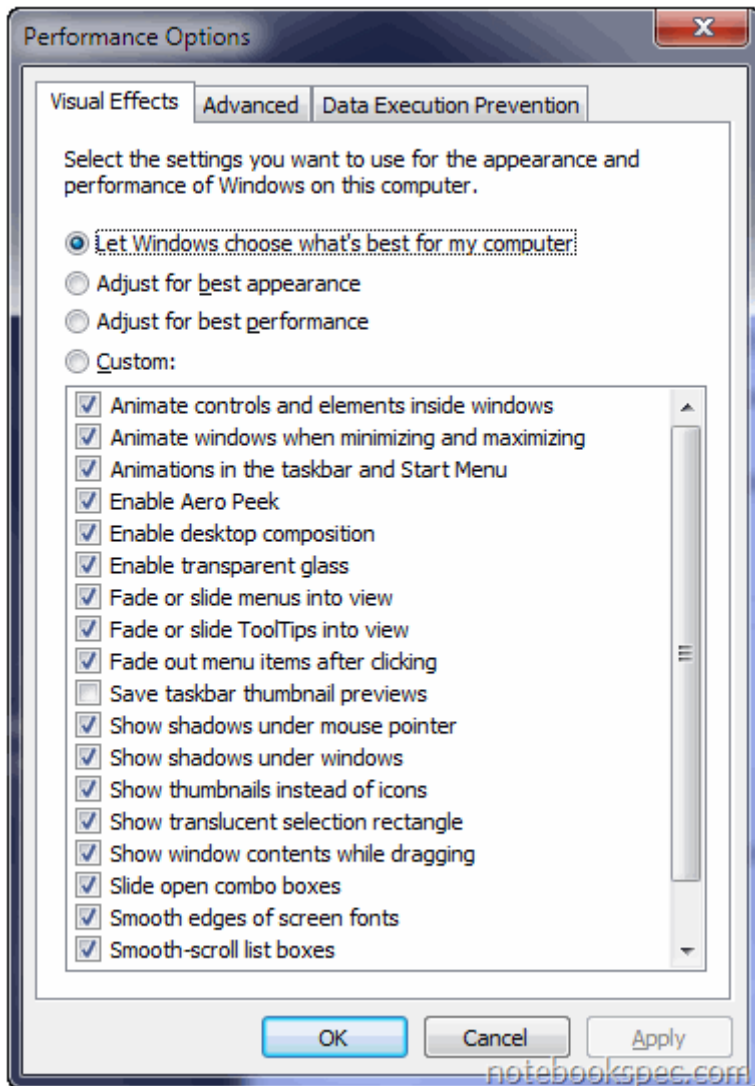 Performance Options
Visual Effects
Advanced
Data Execution Prevention
Select the settings you want to use for the appearance and
performance of Windows on this computer.
Let Windows choose what's best for my computer
Adjust for best appearance
Adjust for best performance
Custom:
Animate controls and elements inside windows
Animate windows when minimizing and maximizing
Animations in the taskbar and Start Menu
Enable Aero Peek
Enable desktop composition
Enable transparent glass
Fade or slide menus into view
Fade or slide ToolTips into view
Fade out menu items after clicking
Save taskbar thumbnail previews
Show shadows under mouse pointer
Show shadows under windows
Show thumbnails instead of icons
Show translucent selection rectangle
Show window contents while dragging
Slide open combo boxes
Smooth edges of screen fonts
Smooth-scroll list boxes
OK
Cancel
Apply
notebookspec.com